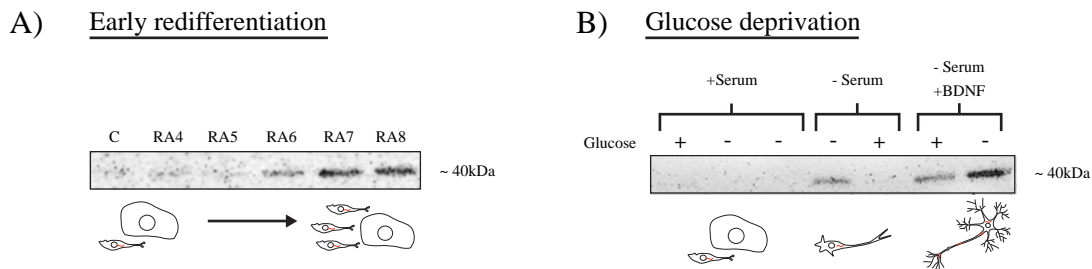 A) Early redifferentiation
C RA4 RA5 RA6 RA7 RA8
~ 40kDa
B) Glucose deprivation
- Serum
+Serum - Serum +BDNF
Glucose + - - - + + -
~ 40kDa